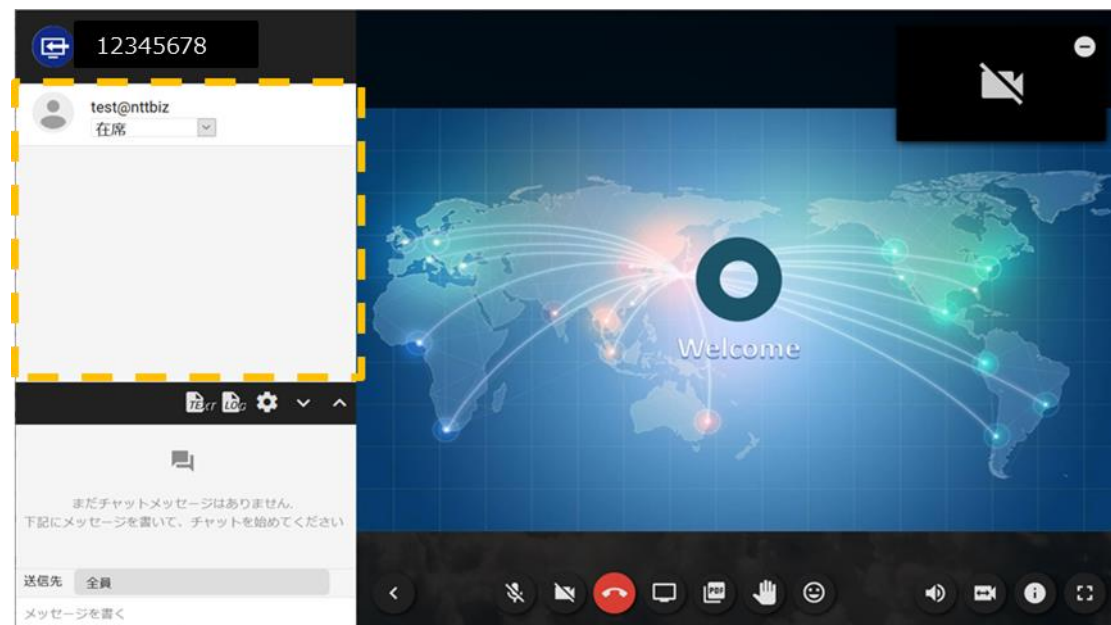 12345678
test@nttbiz
在席
Welcome
TEXT LOG
まだチャットメッセージはありません.
下記にメッセージを書いて、チャットを始めてください
送信先 全員
PDF
メッセージを書く